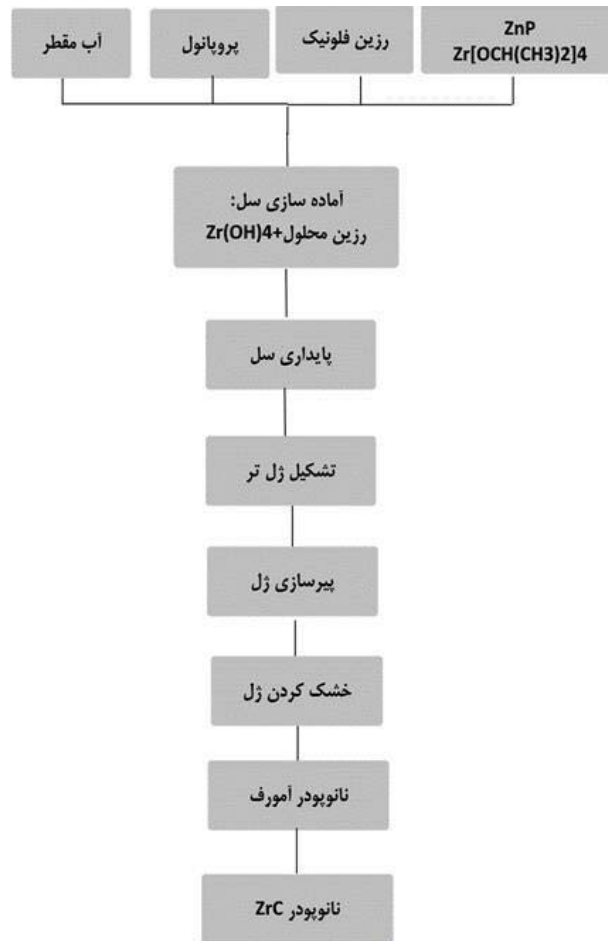 آب مقطر
پروپانول
رزین فلونیک
ZnP
Zr[OCH(CH3)2]4
آماده سازی سل:
رزین محلول+Zr(OH)4
پایداری سل
تشکیل ژل تر
پیرسازی ژل
خشک کردن ژل
نانوپودر آمورف
نانوپودر ZrC